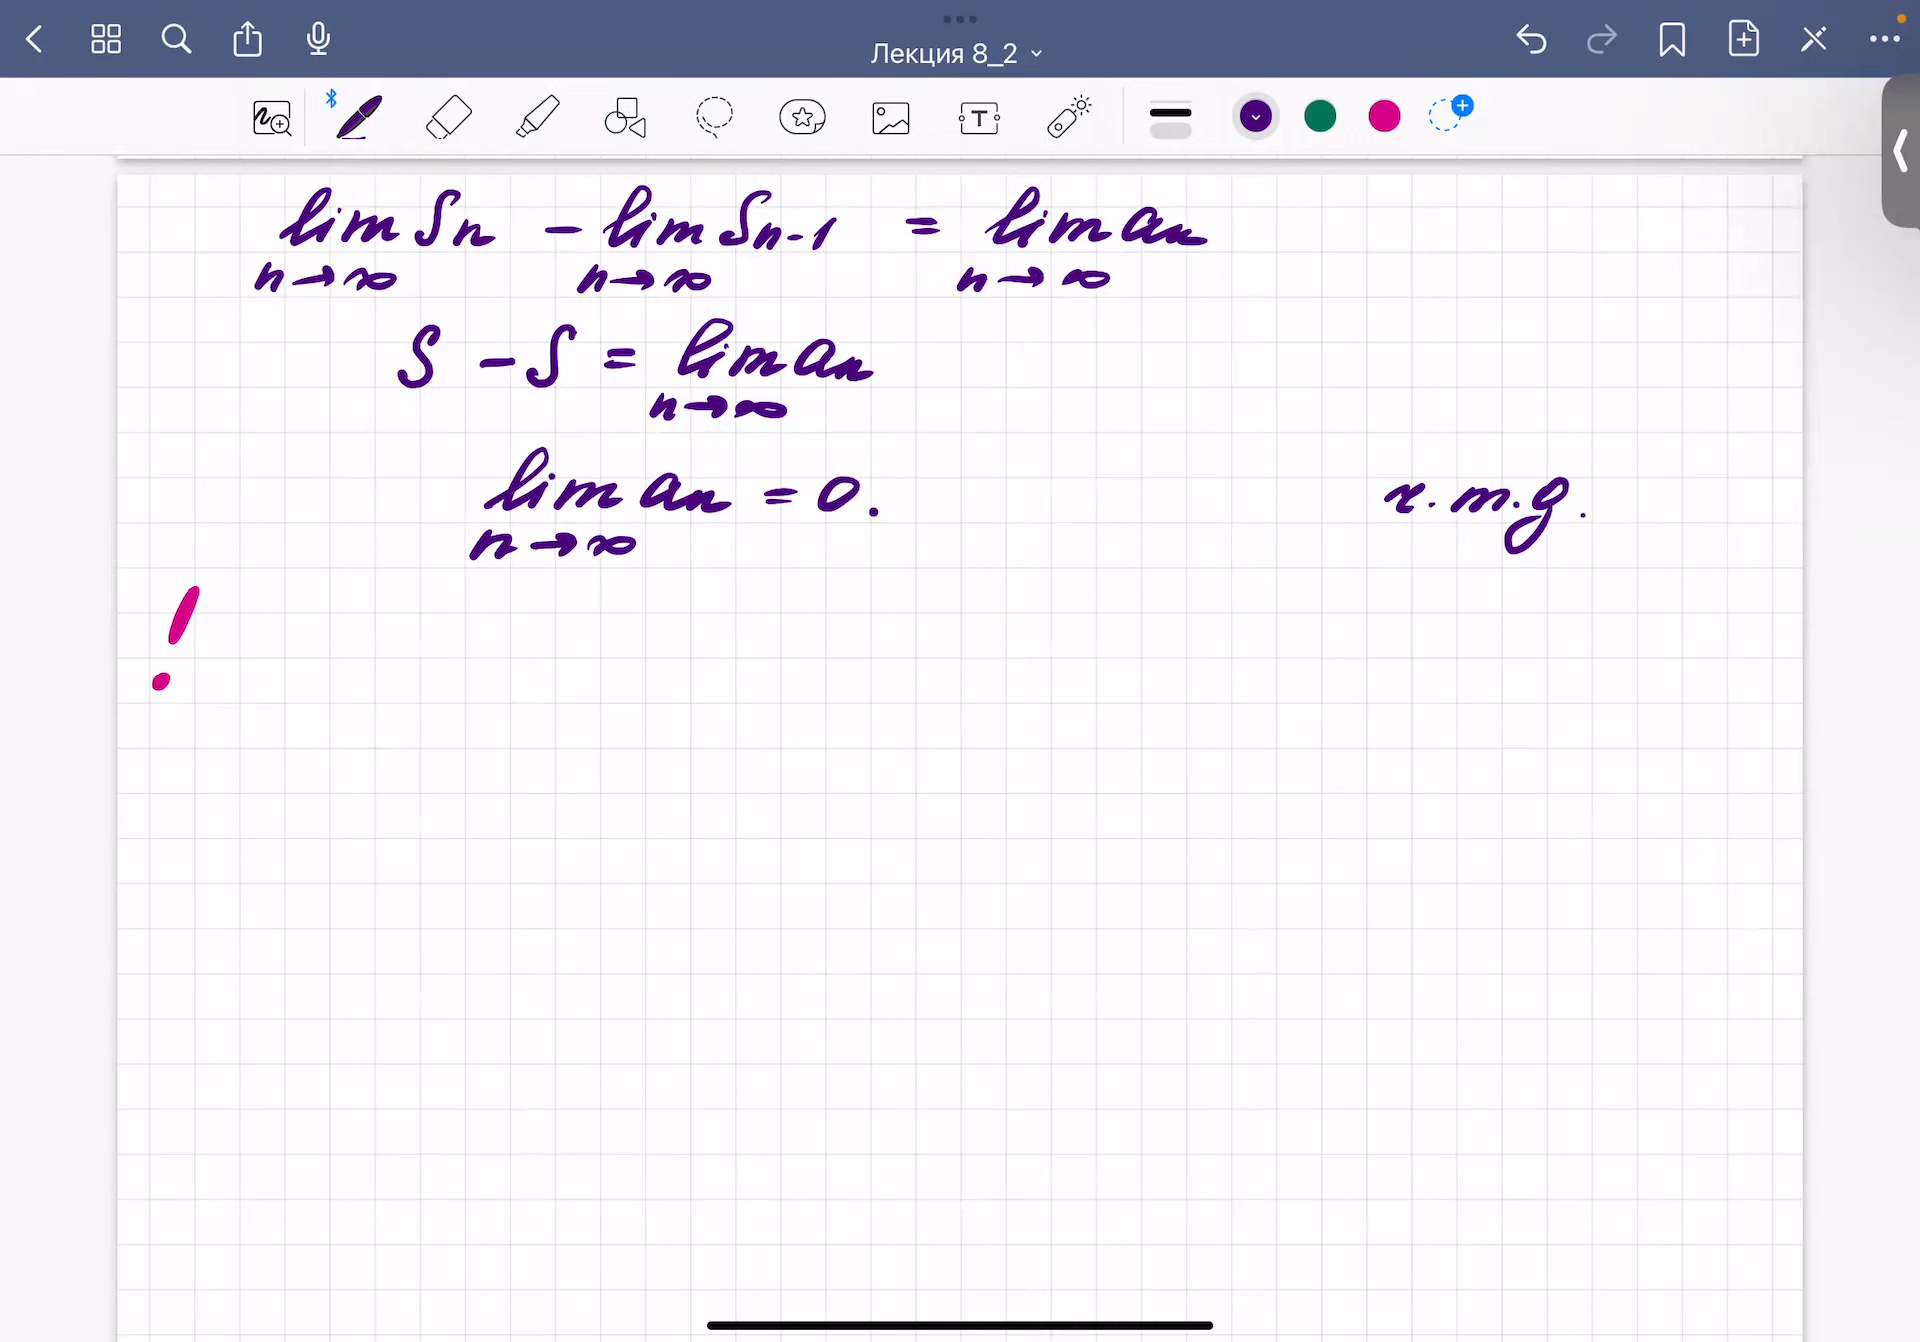 Лекция 8_2
T
lim Sn - lim Sn-1 = lim an
n→∞ n→∞ n→∞
S - S = lim an
n→∞
lim an = 0. ч.т.д.
n→∞
!